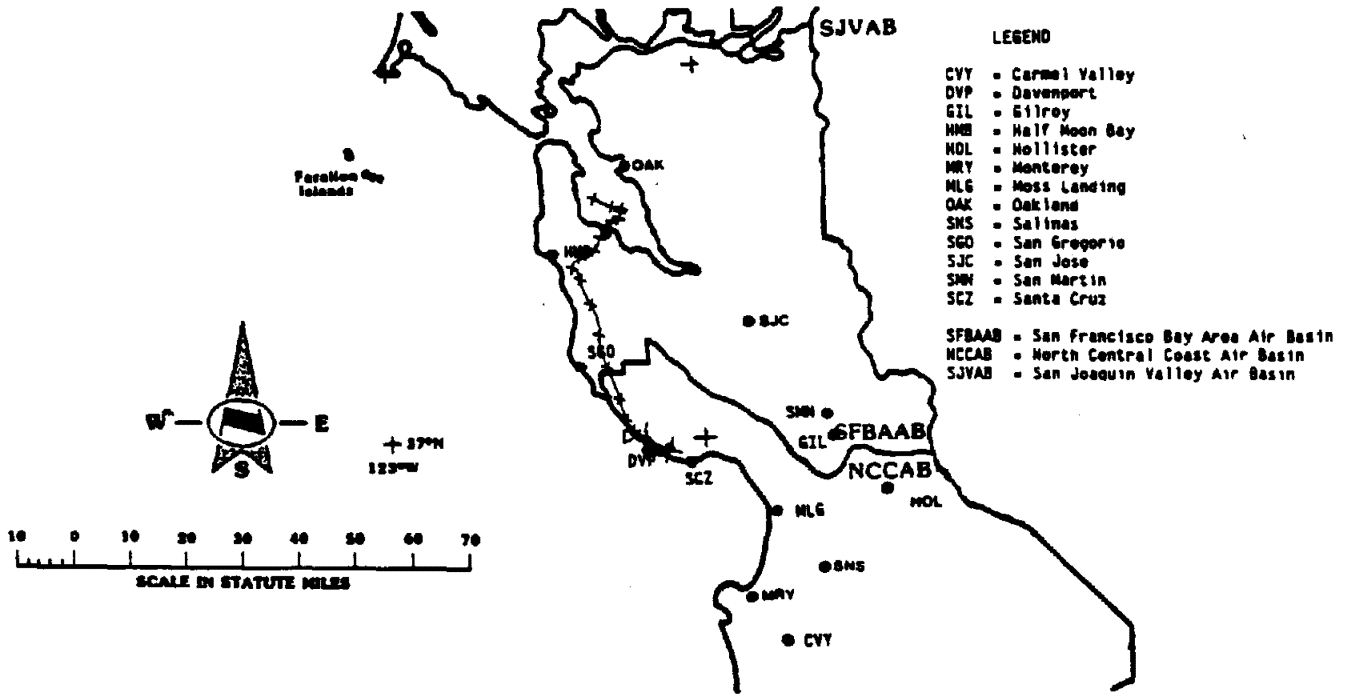 SJVAB
LEGEND
CVY = Carmel Valley
DVP = Davenport
GIL = Gilroy
HMB = Half Moon Bay
HOL = Hollister
MRY = Monterey
MLG = Moss Landing
OAK = Oakland
SNS = Salinas
SGO = San Gregorio
SJC = San Jose
SMN = San Martin
SCZ = Santa Cruz
SFBAAB = San Francisco Bay Area Air Basin
NCCAB = North Central Coast Air Basin
SJVAB = San Joaquin Valley Air Basin
OAK
Farallon
Islands
HMB
SJC
SGO
SMN
GIL
SFBAAB
W
E
S
37°N
123°W
DVP
SCZ
NCCAB
HOL
MLG
10 0 10 20 30 40 50 60 70
SCALE IN STATUTE MILES
SNS
MRY
CVY